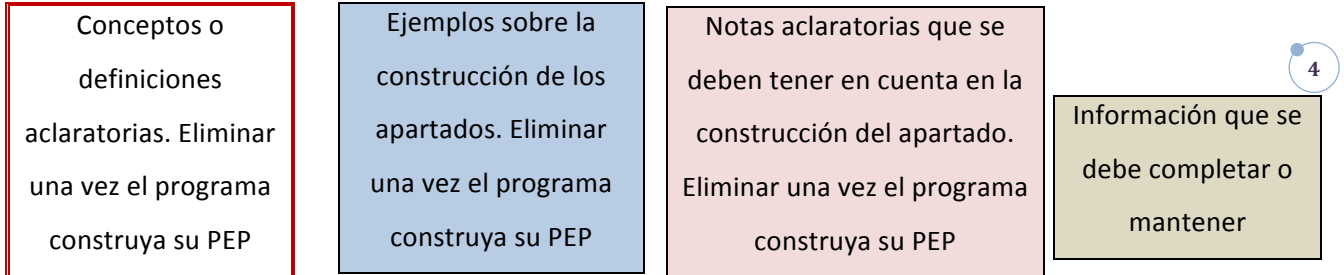 Conceptos o
definiciones
aclaratorias. Eliminar
una vez el programa
construya su PEP
Ejemplos sobre la
construcción de los
apartados. Eliminar
una vez el programa
construya su PEP
Notas aclaratorias que se
deben tener en cuenta en la
construcción del apartado.
Eliminar una vez el programa
construya su PEP
4
Información que se
debe completar o
mantener